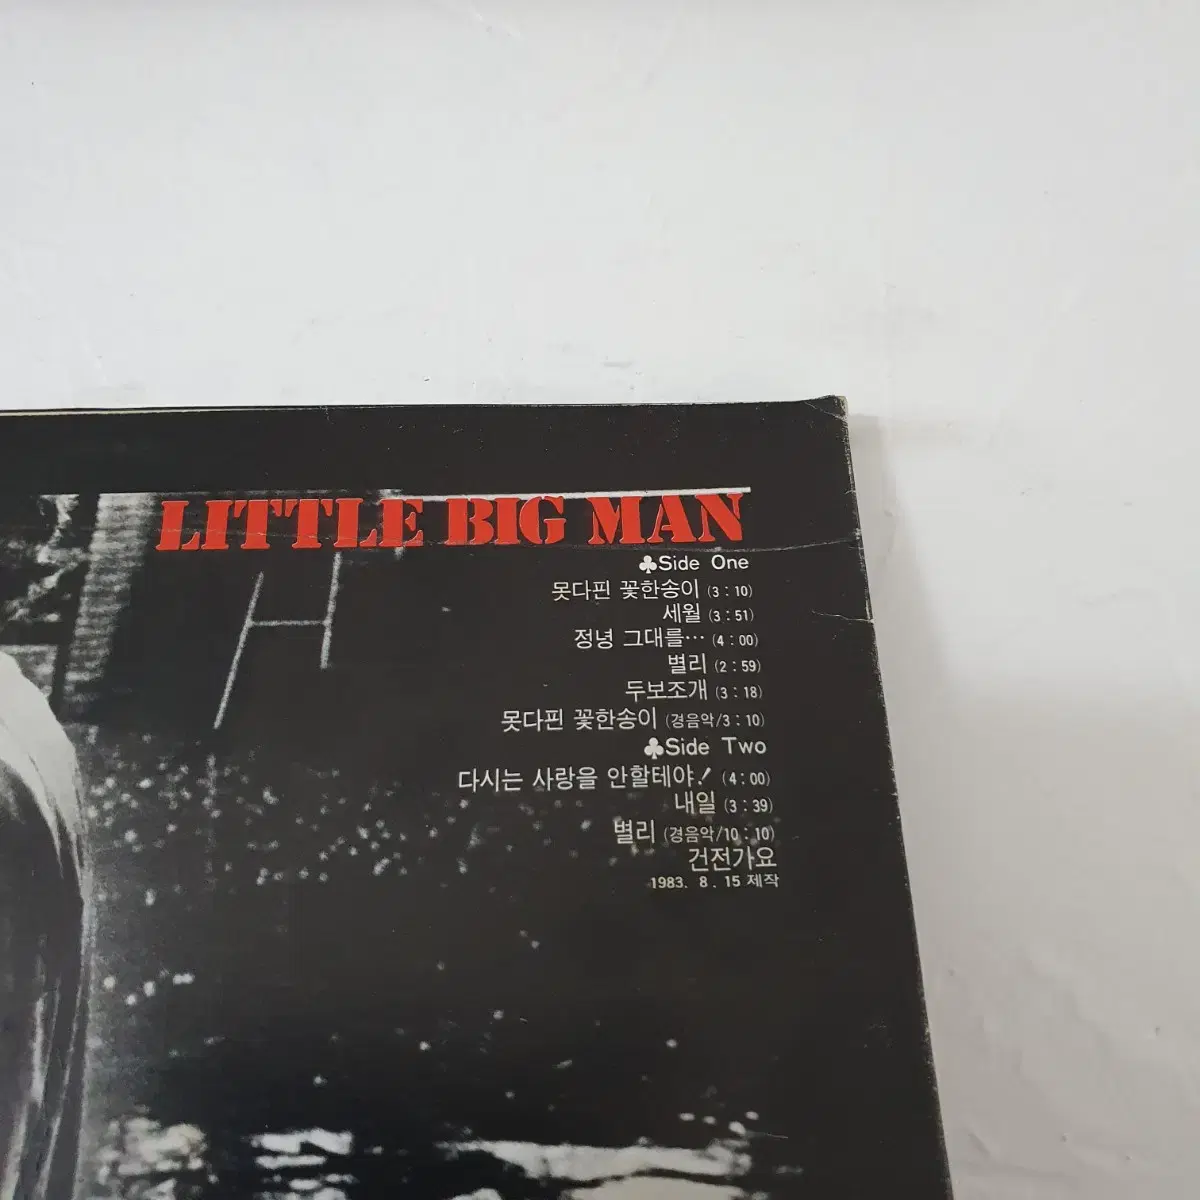 LITTLE BIG MAN
♣Side One
못다핀 꽃한송이 (3 : 10)
세월 (3 : 51)
정녕 그대를… (4 : 00)
별리 (2 : 59)
두보조개 (3 : 18)
못다핀 꽃한송이 (경음악/3 : 10)
♣Side Two
다시는 사랑을 안할테야! (4 : 00)
내일 (3 : 39)
별리 (경음악/10 : 10)
건전가요
1983. 8. 15 제작